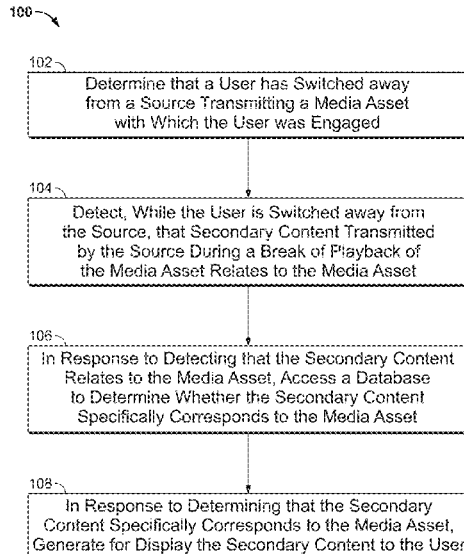 100
102
Determine that a User has Switched away
from a Source Transmitting a Media Asset
with Which the User was Engaged
104
Detect, While the User is Switched away from
the Source, that Secondary Content Transmitted
by the Source During a Break of Playback of
the Media Asset Relates to the Media Asset
106
In Response to Detecting that the Secondary Content
Relates to the Media Asset, Access a Database
to Determine Whether the Secondary Content
Specifically Corresponds to the Media Asset
108
In Response to Determining that the Secondary
Content Specifically Corresponds to the Media Asset,
Generate for Display the Secondary Content to the User